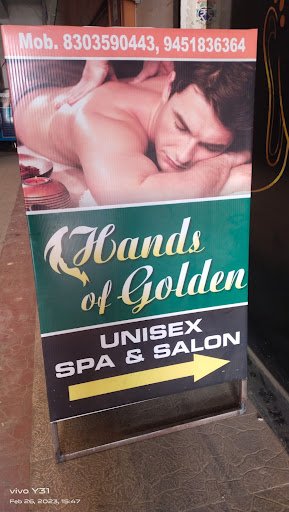 Mob. 8303590443, 9451836364
Hands
of Golden
UNISEX
SPA & SALON
vivo Y31
Feb 26, 2023, 15:47